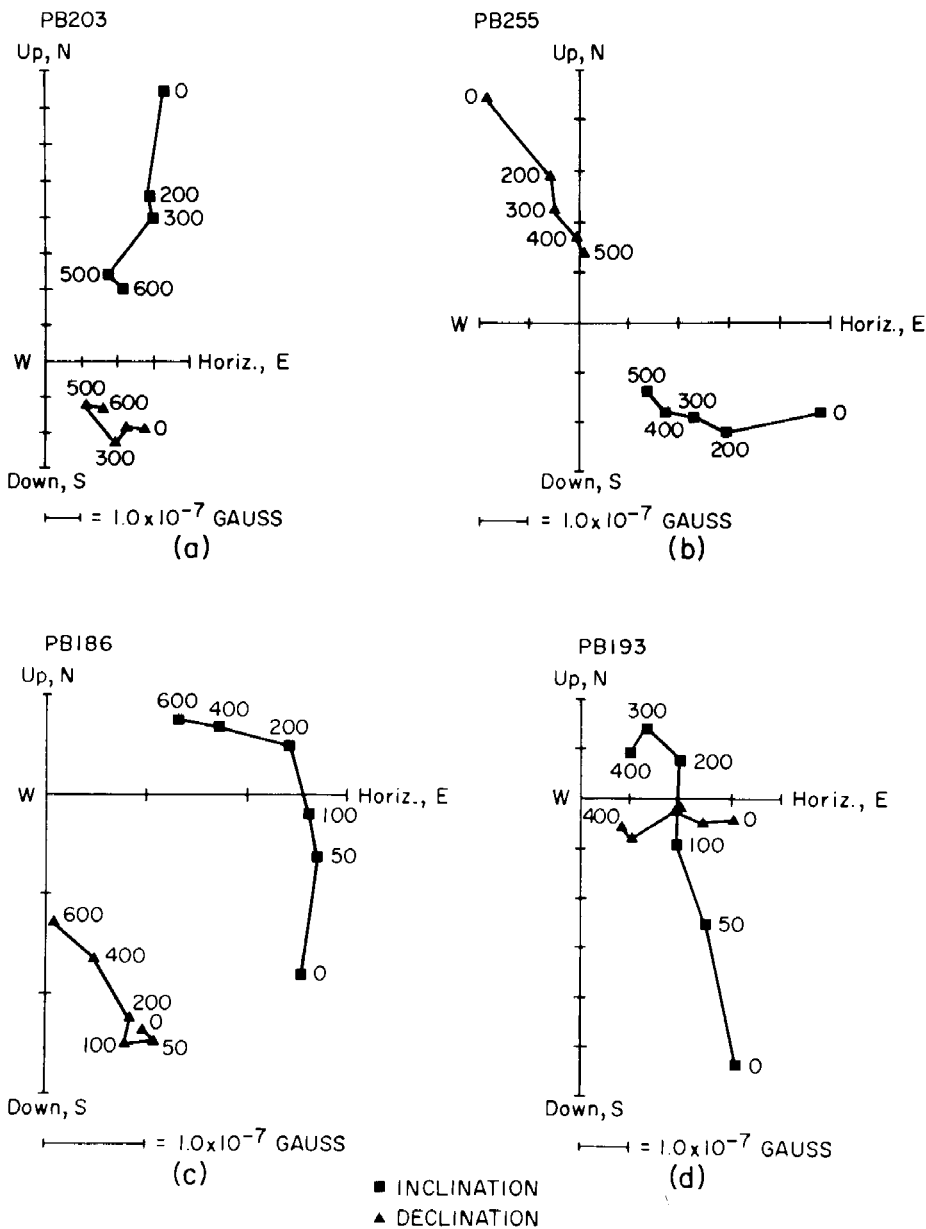 PB203
Up, N
0
200
300
500
600
W
Horiz., E
500
600
0
300
Down, S
= 1.0x10⁻⁷ GAUSS
(a)
PB255
Up, N
0
200
300
400
500
W
Horiz., E
500
300
0
400
200
Down, S
= 1.0x10⁻⁷ GAUSS
(b)
PB186
Up, N
600
400
200
W
Horiz., E
100
50
0
600
400
200
0
100
50
Down, S
= 1.0x10⁻⁷ GAUSS
(c)
PB193
Up, N
300
400
200
W
Horiz., E
400
0
100
50
0
Down, S
= 1.0x10⁻⁷ GAUSS
(d)
■ INCLINATION
▲ DECLINATION